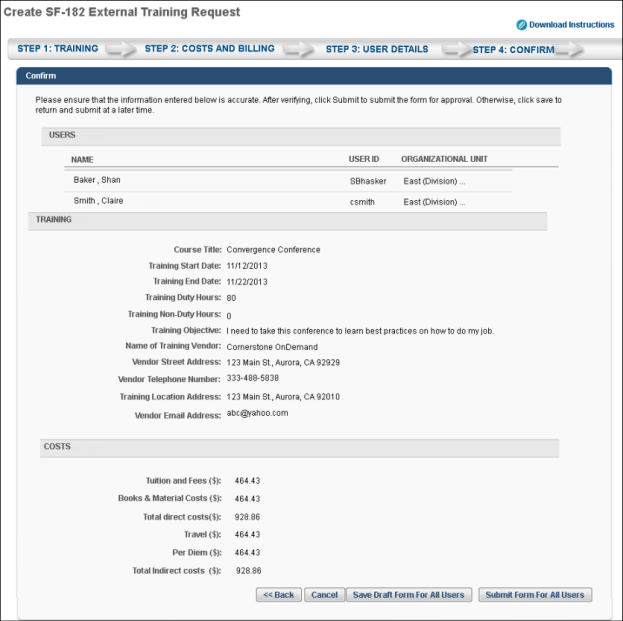 Create SF-182 External Training Request
Download Instructions
STEP 1: TRAINING STEP 2: COSTS AND BILLING STEP 3: USER DETAILS STEP 4: CONFIRM
Confirm
Please ensure that the information entered below is accurate. After verifying, click Submit to submit the form for approval. Otherwise, click save to
return and submit at a later time.
USERS
NAME USER ID ORGANIZATIONAL UNIT
Baker , Shan SBhasker East (Division) ...
Smith , Claire csmith East (Division) ...
TRAINING
Course Title: Convergence Conference
Training Start Date: 11/12/2013
Training End Date: 11/22/2013
Training Duty Hours: 80
Training Non-Duty Hours: 0
Training Objective: I need to take this conference to learn best practices on how to do my job.
Name of Training Vendor: Cornerstone OnDemand
Vendor Street Address: 123 Main St., Aurora, CA 92929
Vendor Telephone Number: 333-488-5838
Training Location Address: 123 Main St., Aurora, CA 92010
Vendor Email Address: abc@yahoo.com
COSTS
Tuition and Fees ($): 464.43
Books & Material Costs ($): 464.43
Total direct costs($): 928.86
Travel ($): 464.43
Per Diem ($): 464.43
Total Indirect costs ($): 928.86
<< Back Cancel Save Draft Form For All Users Submit Form For All Users